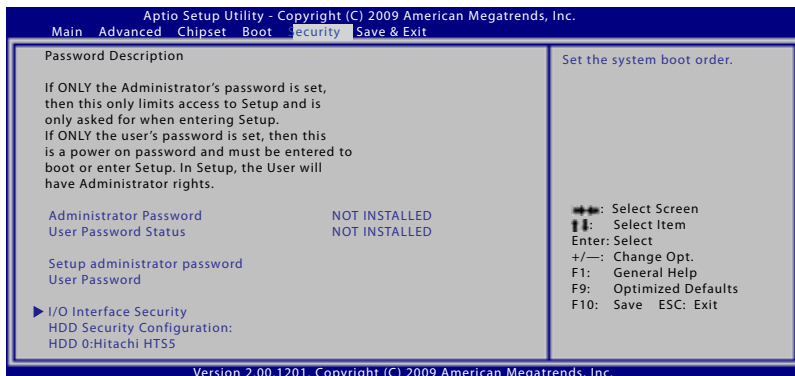 Aptio Setup Utility - Copyright (C) 2009 American Megatrends, Inc.
Main Advanced Chipset Boot Security Save & Exit
Password Description
If ONLY the Administrator's password is set,
then this only limits access to Setup and is
only asked for when entering Setup.
If ONLY the user's password is set, then this
is a power on password and must be entered to
boot or enter Setup. In Setup, the User will
have Administrator rights.
Administrator Password NOT INSTALLED
User Password Status NOT INSTALLED
Setup administrator password
User Password
I/O Interface Security
HDD Security Configuration:
HDD 0:Hitachi HTS5
Set the system boot order.
: Select Screen
: Select Item
Enter: Select
+/—: Change Opt.
F1: General Help
F9: Optimized Defaults
F10: Save ESC: Exit
Version 2.00.1201. Copyright (C) 2009 American Megatrends, Inc.